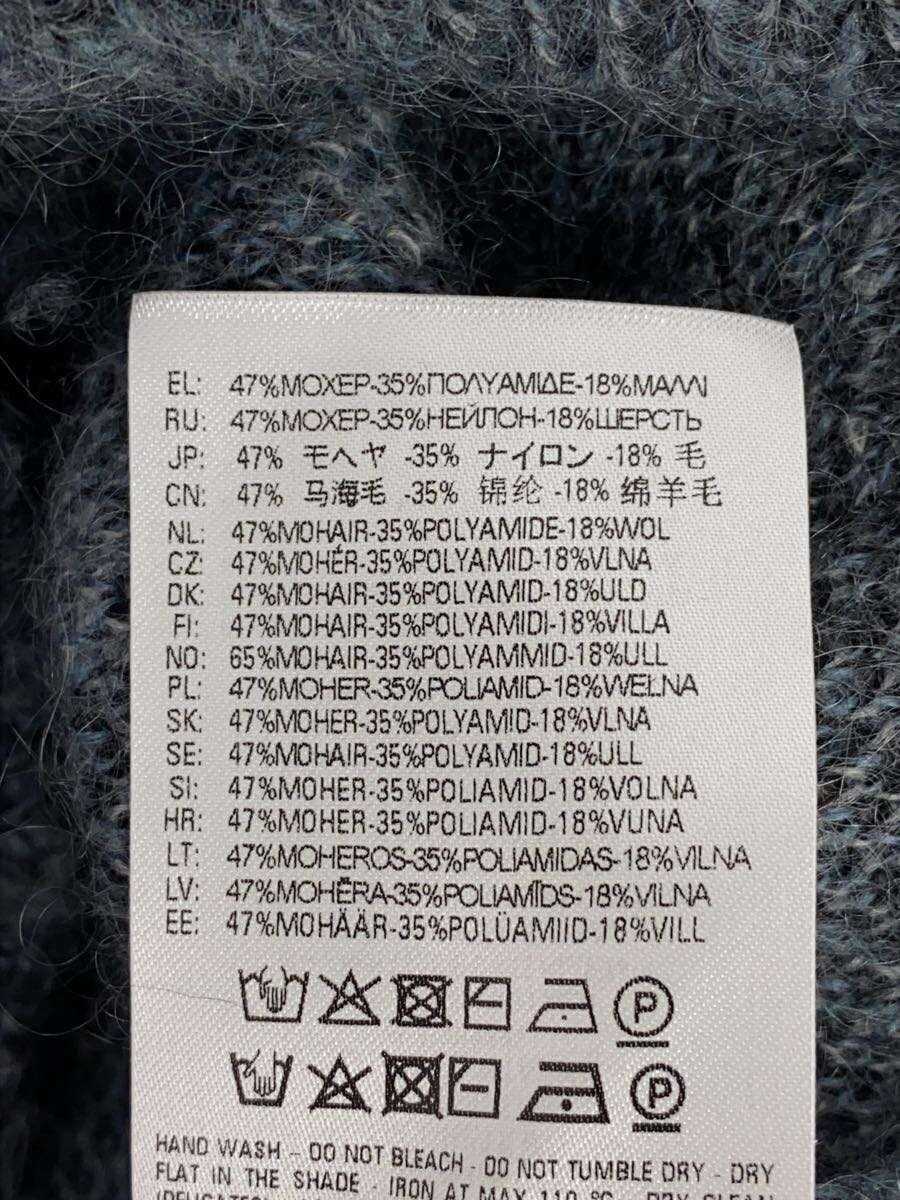 EL: 47%ΜΟΧΕΡ-35%ΠΟΛΥΑΜΙΔΕ-18%ΜΑΛΛΙ
RU: 47%МОХЕР-35%НЕЙЛОН-18%ШЕРСТЬ
JP: 47% モヘヤ -35% ナイロン -18% 毛
CN: 47% 马海毛 -35% 锦纶 -18% 绵羊毛
NL: 47%MOHAIR-35%POLYAMIDE-18%WOL
CZ: 47%MOHÉR-35%POLYAMID-18%VLNA
DK: 47%MOHAIR-35%POLYAMID-18%ULD
FI: 47%MOHAIR-35%POLYAMIDI-18%VILLA
NO: 65%MOHAIR-35%POLYAMMID-18%ULL
PL: 47%MOHER-35%POLIAMID-18%WEŁNA
SK: 47%MOHER-35%POLYAMID-18%VLNA
SE: 47%MOHAIR-35%POLYAMID-18%ULL
SI: 47%MOHER-35%POLIAMID-18%VOLNA
HR: 47%MOHER-35%POLIAMID-18%VUNA
LT: 47%MOHEROS-35%POLIAMIDAS-18%VILNA
LV: 47%MOHĒRA-35%POLIAMĪDS-18%VILNA
EE: 47%MOHÄÄR-35%POLÜAMIID-18%VILL
P
P
HAND WASH - DO NOT BLEACH - DO NOT TUMBLE DRY - DRY
FLAT IN THE SHADE - IRON AT MAX 110 °C - DRY CLEAN